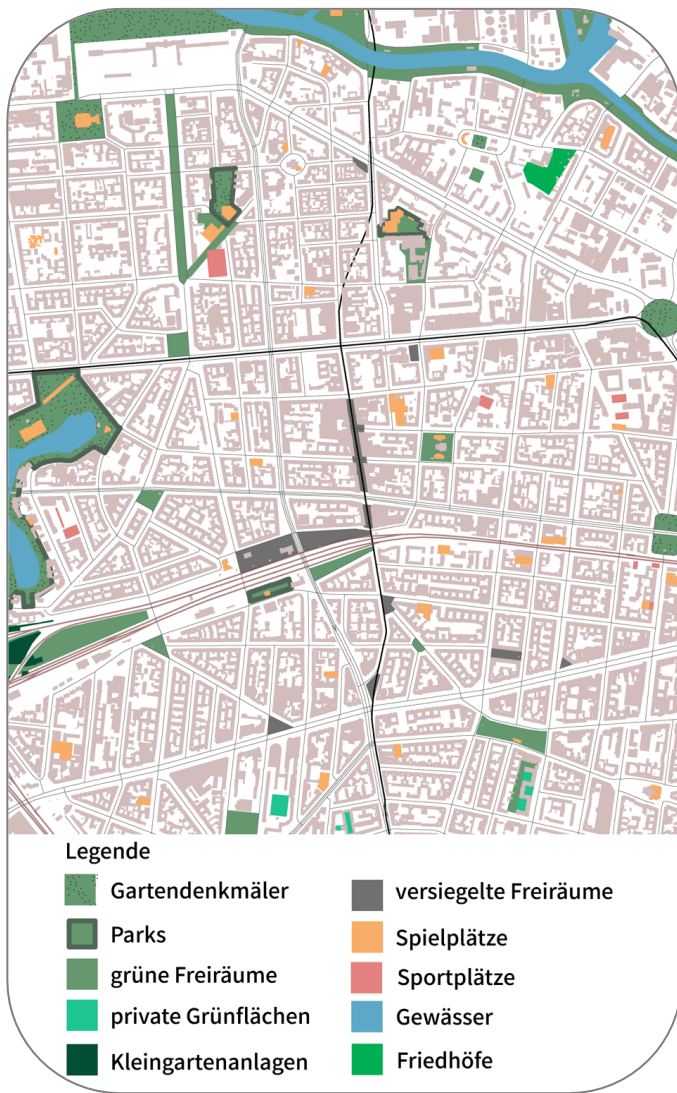 Legende
Gartendenkmäler
Parks
grüne Freiräume
private Grünflächen
Kleingartenanlagen
versiegelte Freiräume
Spielplätze
Sportplätze
Gewässer
Friedhöfe